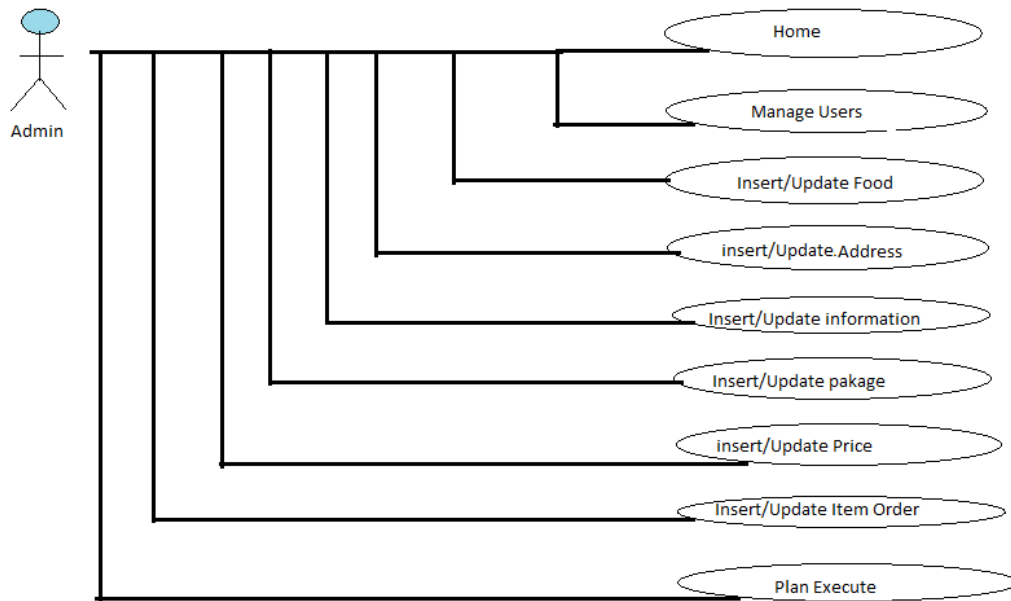 Admin
Home
Manage Users
Insert/Update Food
insert/Update.Address
Insert/Update information
Insert/Update pakage
insert/Update Price
Insert/Update Item Order
Plan Execute